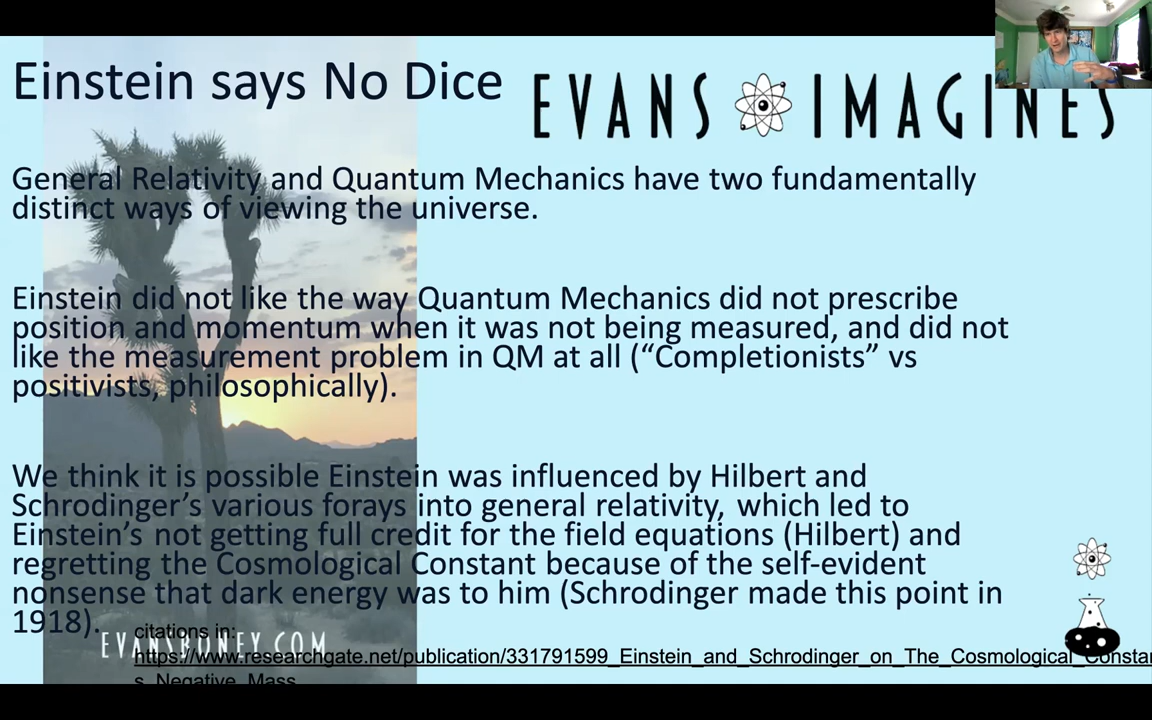 Einstein says No Dice
EVANS IMAGINES
General Relativity and Quantum Mechanics have two fundamentally
distinct ways of viewing the universe.
Einstein did not like the way Quantum Mechanics did not prescribe
position and momentum when it was not being measured, and did not
like the measurement problem in QM at all (“Completionists” vs
positivists, philosophically).
We think it is possible Einstein was influenced by Hilbert and
Schrodinger’s various forays into general relativity, which led to
Einstein’s not getting full credit for the field equations (Hilbert) and
regretting the Cosmological Constant because of the self-evident
nonsense that dark energy was to him (Schrodinger made this point in
1918).
EVANSBONEY.COM
citations in:
https://www.researchgate.net/publication/331791599_Einstein_and_Schrodinger_on_The_Cosmological_Constan
s_Negative_Mass